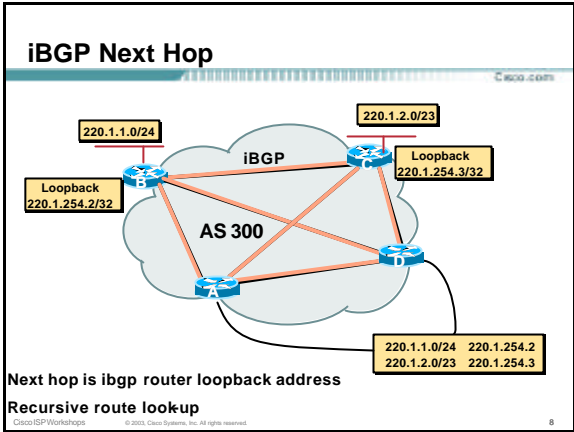 iBGP Next Hop
Cisco.com
220.1.1.0/24
220.1.2.0/23
iBGP
B
C
Loopback
220.1.254.2/32
Loopback
220.1.254.3/32
AS 300
D
A
220.1.1.0/24 220.1.254.2
220.1.2.0/23 220.1.254.3
Next hop is ibgp router loopback address
Recursive route look-up
Cisco ISP Workshops © 2003, Cisco Systems, Inc. All rights reserved. 8